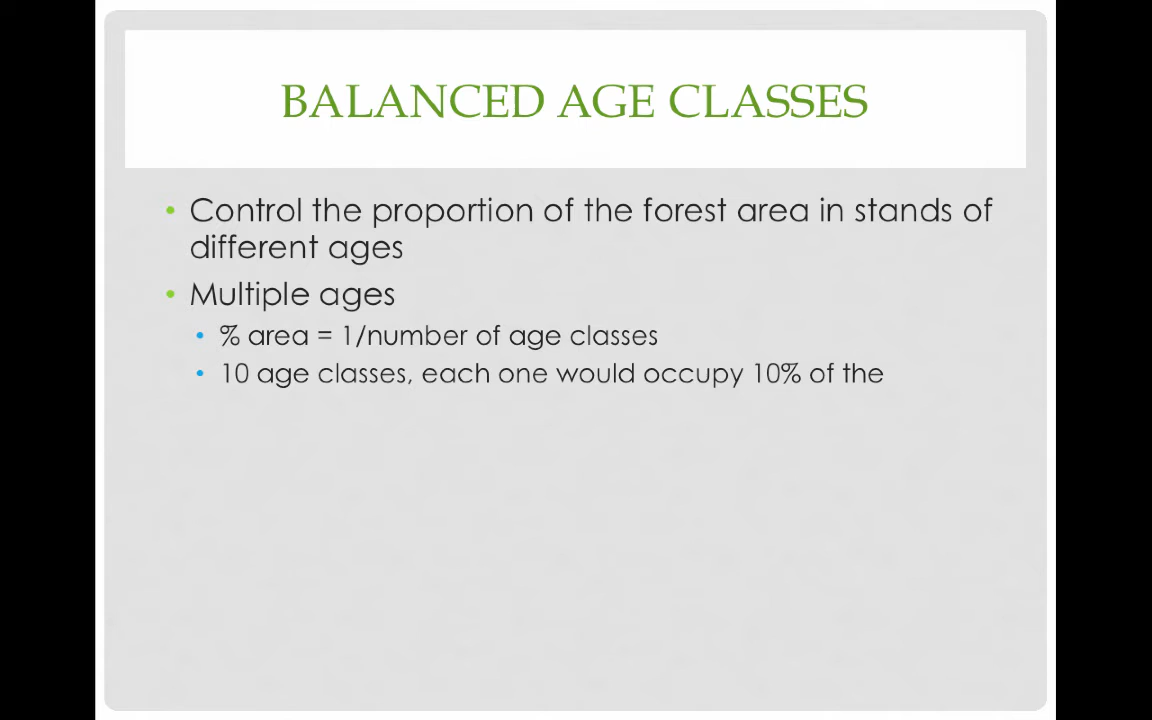 BALANCED AGE CLASSES
• Control the proportion of the forest area in stands of
different ages
• Multiple ages
• % area = 1/number of age classes
• 10 age classes, each one would occupy 10% of the